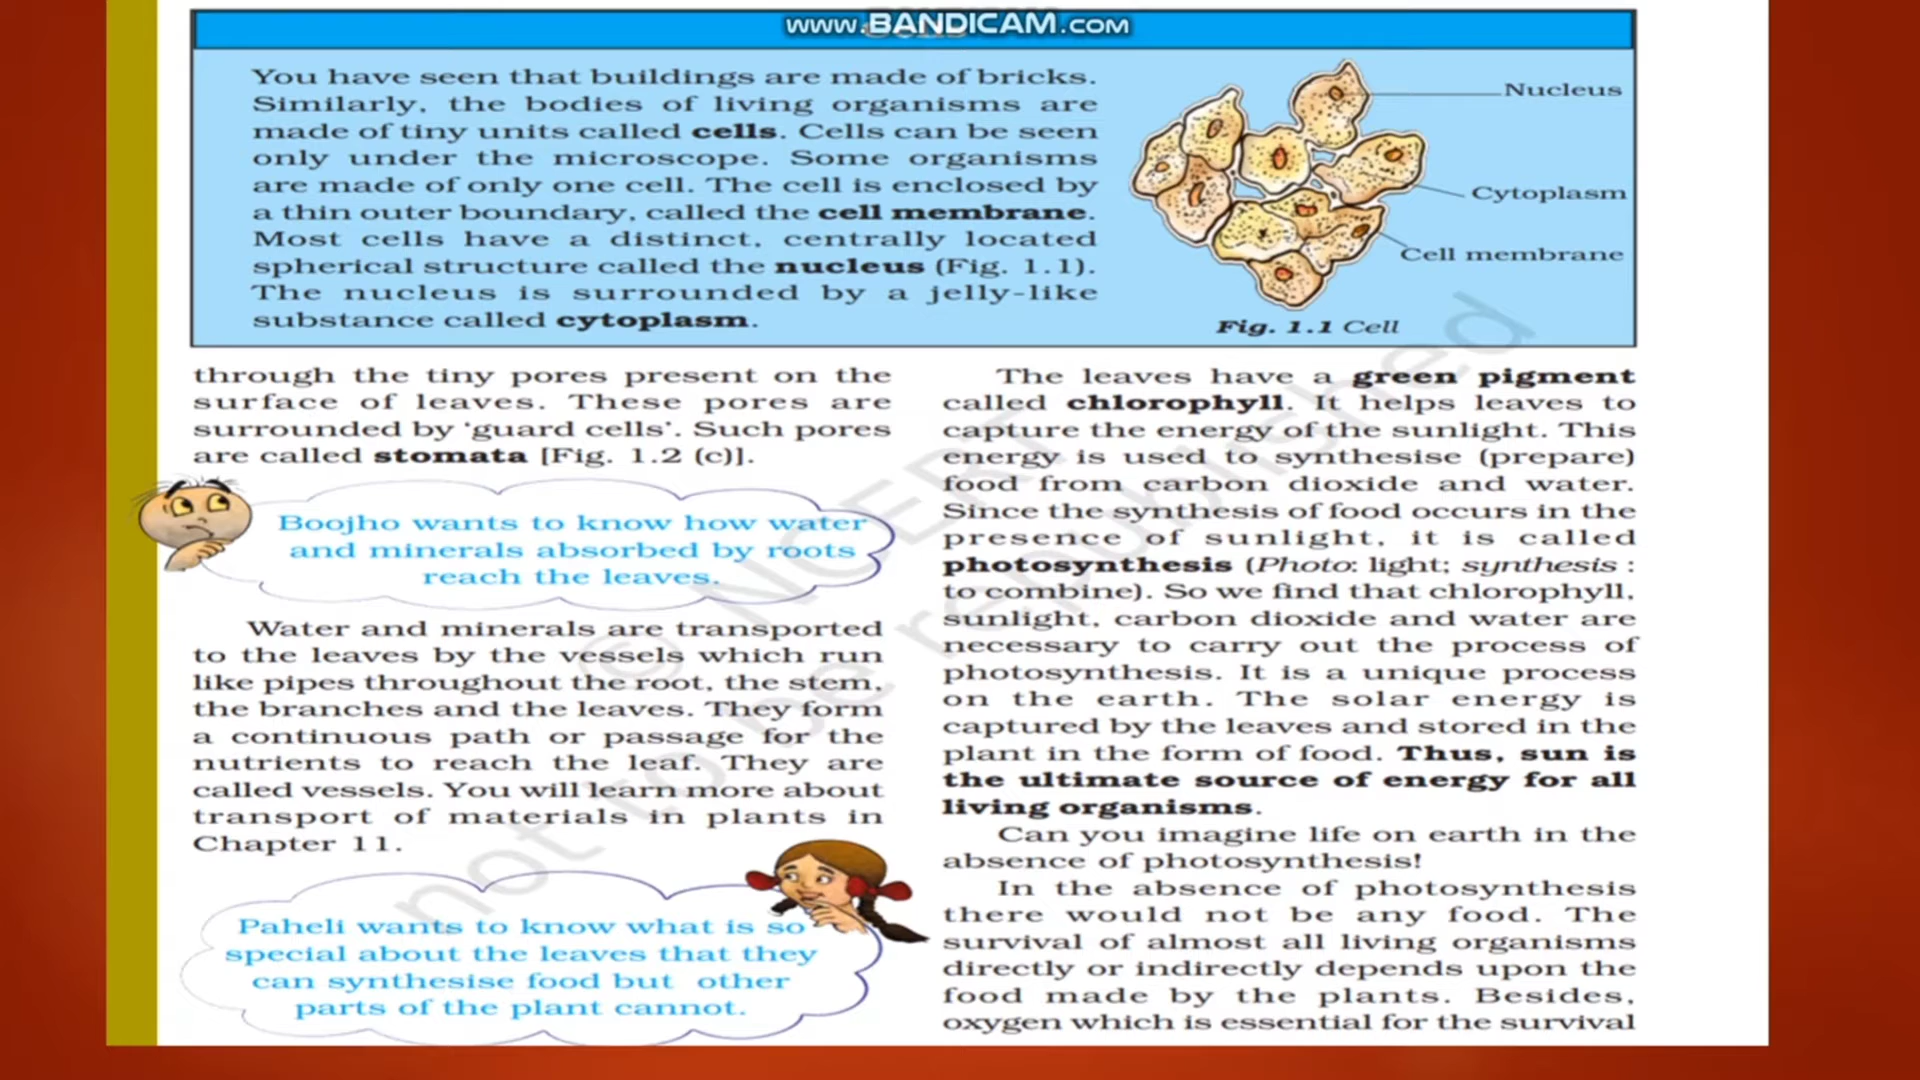 www.BANDICAM.com
You have seen that buildings are made of bricks.
Similarly, the bodies of living organisms are
made of tiny units called cells. Cells can be seen
only under the microscope. Some organisms
are made of only one cell. The cell is enclosed by
a thin outer boundary, called the cell membrane.
Most cells have a distinct, centrally located
spherical structure called the nucleus (Fig. 1.1).
The nucleus is surrounded by a jelly-like
substance called cytoplasm.
Nucleus
Cytoplasm
Cell membrane
Fig. 1.1 Cell
through the tiny pores present on the
surface of leaves. These pores are
surrounded by ‘guard cells’. Such pores
are called stomata [Fig. 1.2 (c)].
Boojho wants to know how water
and minerals absorbed by roots
reach the leaves.
Water and minerals are transported
to the leaves by the vessels which run
like pipes throughout the root, the stem,
the branches and the leaves. They form
a continuous path or passage for the
nutrients to reach the leaf. They are
called vessels. You will learn more about
transport of materials in plants in
Chapter 11.
Paheli wants to know what is so
special about the leaves that they
can synthesise food but other
parts of the plant cannot.
The leaves have a green pigment
called chlorophyll. It helps leaves to
capture the energy of the sunlight. This
energy is used to synthesise (prepare)
food from carbon dioxide and water.
Since the synthesis of food occurs in the
presence of sunlight, it is called
photosynthesis (Photo: light; synthesis :
to combine). So we find that chlorophyll,
sunlight, carbon dioxide and water are
necessary to carry out the process of
photosynthesis. It is a unique process
on the earth. The solar energy is
captured by the leaves and stored in the
plant in the form of food. Thus, sun is
the ultimate source of energy for all
living organisms.
Can you imagine life on earth in the
absence of photosynthesis!
In the absence of photosynthesis
there would not be any food. The
survival of almost all living organisms
directly or indirectly depends upon the
food made by the plants. Besides,
oxygen which is essential for the survival
© NCERT
not to be republished